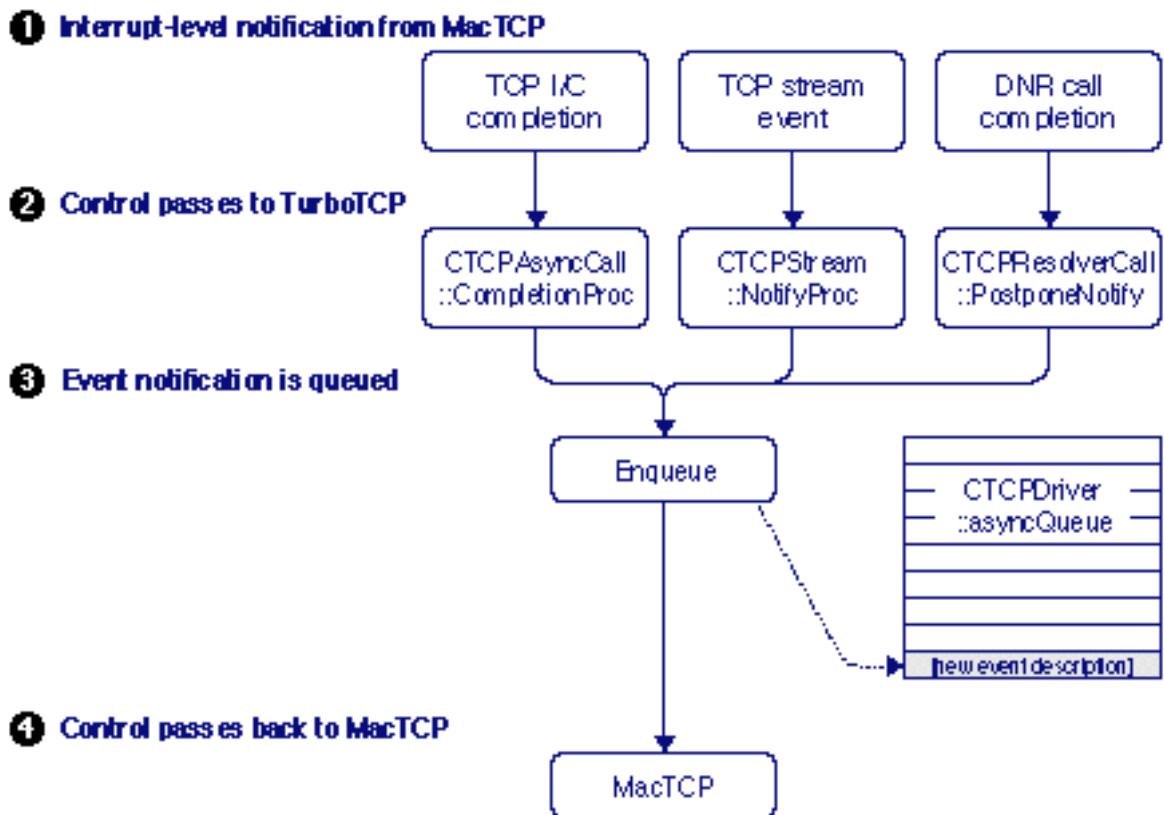 1 Interrupt-level notification from MacTCP
TCP I/C
completion
TCP stream
event
DNR call
completion
2 Control passes to TurboTCP
CTCPAsyncCall
::CompletionProc
CTCPStream
::NotifyProc
CTCPResolverCall
::PostponeNotify
3 Event notification is queued
Enqueue
CTCPDriver
::asyncQueue
[new event description]
4 Control passes back to MacTCP
MacTCP